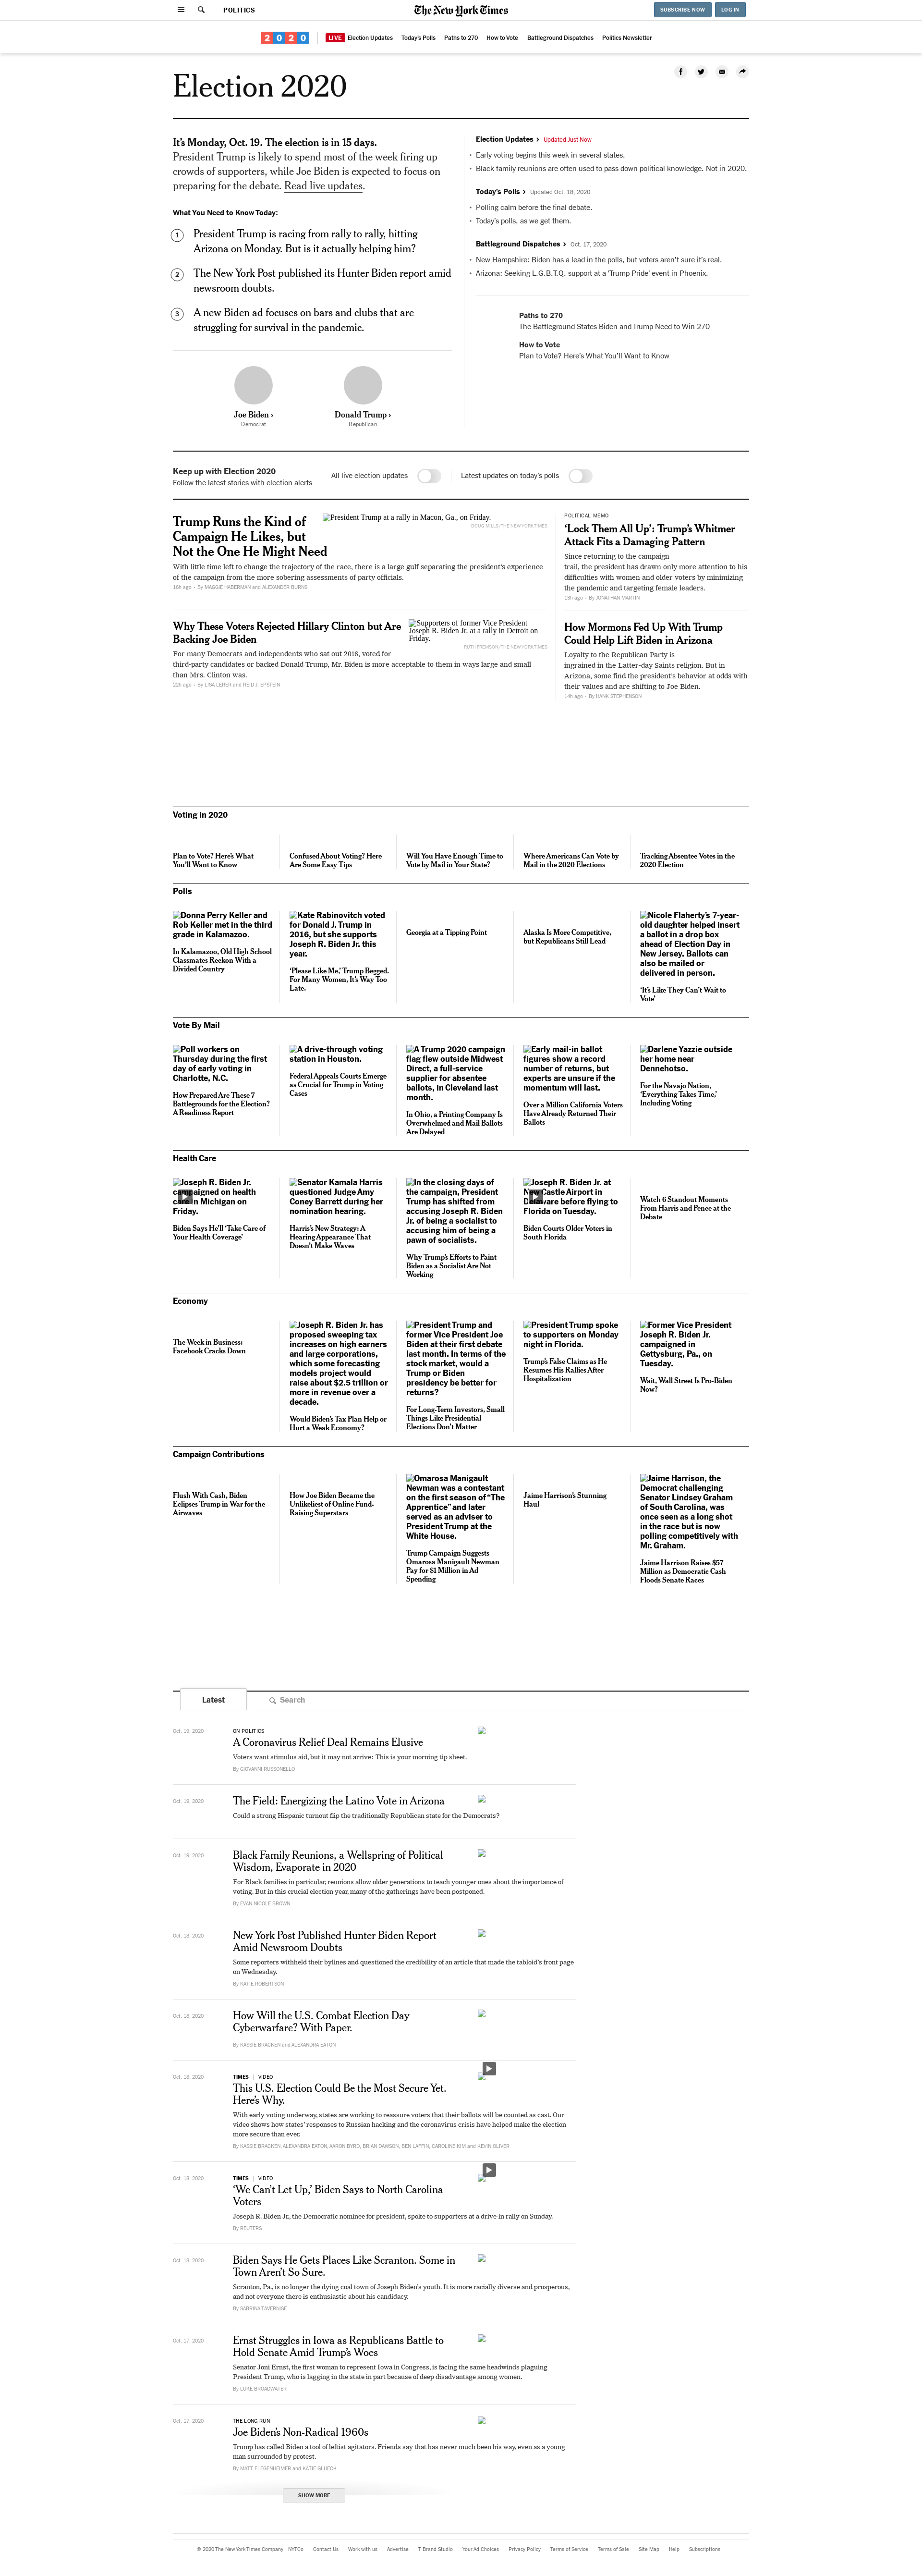 POLITICS
The New York Times
SUBSCRIBE NOW
LOG IN
2020
LIVE Election Updates Today's Polls Paths to 270 How to Vote Battleground Dispatches Politics Newsletter
Election 2020
It's Monday, Oct. 19. The election is in 15 days.
President Trump is likely to spend most of the week firing up
crowds of supporters, while Joe Biden is expected to focus on
preparing for the debate. Read live updates.
What You Need to Know Today:
1 President Trump is racing from rally to rally, hitting
Arizona on Monday. But is it actually helping him?
2 The New York Post published its Hunter Biden report amid
newsroom doubts.
3 A new Biden ad focuses on bars and clubs that are
struggling for survival in the pandemic.
Joe Biden ›
Democrat
Donald Trump ›
Republican
Election Updates › Updated Just Now
• Early voting begins this week in several states.
• Black family reunions are often used to pass down political knowledge. Not in 2020.
Today's Polls › Updated Oct. 18, 2020
• Polling calm before the final debate.
• Today's polls, as we get them.
Battleground Dispatches › Oct. 17, 2020
• New Hampshire: Biden has a lead in the polls, but voters aren't sure it's real.
• Arizona: Seeking L.G.B.T.Q. support at a 'Trump Pride' event in Phoenix.
Paths to 270
The Battleground States Biden and Trump Need to Win 270
How to Vote
Plan to Vote? Here's What You'll Want to Know
Keep up with Election 2020
Follow the latest stories with election alerts
All live election updates
Latest updates on today's polls
Trump Runs the Kind of
Campaign He Likes, but
Not the One He Might Need
President Trump at a rally in Macon, Ga., on Friday.
DOUG MILLS/THE NEW YORK TIMES
With little time left to change the trajectory of the race, there is a large gulf separating the president's experience
of the campaign from the more sobering assessments of party officials.
16h ago - By MAGGIE HABERMAN and ALEXANDER BURNS
Why These Voters Rejected Hillary Clinton but Are
Backing Joe Biden
Supporters of former Vice President
Joseph R. Biden Jr. at a rally in Detroit on
Friday.
RUTH FREMSON/THE NEW YORK TIMES
For many Democrats and independents who sat out 2016, voted for
third-party candidates or backed Donald Trump, Mr. Biden is more acceptable to them in ways large and small
than Mrs. Clinton was.
22h ago - By LISA LERER and REID J. EPSTEIN
POLITICAL MEMO
'Lock Them All Up': Trump's Whitmer
Attack Fits a Damaging Pattern
Since returning to the campaign
trail, the president has drawn only more attention to his
difficulties with women and older voters by minimizing
the pandemic and targeting female leaders.
13h ago - By JONATHAN MARTIN
How Mormons Fed Up With Trump
Could Help Lift Biden in Arizona
Loyalty to the Republican Party is
ingrained in the Latter-day Saints religion. But in
Arizona, some find the president's behavior at odds with
their values and are shifting to Joe Biden.
14h ago - By HANK STEPHENSON
Voting in 2020
Plan to Vote? Here's What
You'll Want to Know
Confused About Voting? Here
Are Some Easy Tips
Will You Have Enough Time to
Vote by Mail in Your State?
Where Americans Can Vote by
Mail in the 2020 Elections
Tracking Absentee Votes in the
2020 Election
Polls
Donna Perry Keller and
Rob Keller met in the third
grade in Kalamazoo.
In Kalamazoo, Old High School
Classmates Reckon With a
Divided Country
Kate Rabinovitch voted
for Donald J. Trump in
2016, but she supports
Joseph R. Biden Jr. this
year.
'Please Like Me,' Trump Begged.
For Many Women, It's Way Too
Late.
Georgia at a Tipping Point
Alaska Is More Competitive,
but Republicans Still Lead
Nicole Flaherty's 7-year-
old daughter helped insert
a ballot in a drop box
ahead of Election Day in
New Jersey. Ballots can
also be mailed or
delivered in person.
'It's Like They Can't Wait to
Vote'
Vote By Mail
Poll workers on
Thursday during the first
day of early voting in
Charlotte, N.C.
How Prepared Are These 7
Battlegrounds for the Election?
A Readiness Report
A drive-through voting
station in Houston.
Federal Appeals Courts Emerge
as Crucial for Trump in Voting
Cases
A Trump 2020 campaign
flag flew outside Midwest
Direct, a full-service
supplier for absentee
ballots, in Cleveland last
month.
In Ohio, a Printing Company Is
Overwhelmed and Mail Ballots
Are Delayed
Early mail-in ballot
figures show a record
number of returns, but
experts are unsure if the
momentum will last.
Over a Million California Voters
Have Already Returned Their
Ballots
Darlene Yazzie outside
her home near
Dennehotso.
For the Navajo Nation,
'Everything Takes Time,'
Including Voting
Health Care
Joseph R. Biden Jr.
campaigned on health
care in Michigan on
Friday.
Biden Says He'll 'Take Care of
Your Health Coverage'
Senator Kamala Harris
questioned Judge Amy
Coney Barrett during her
nomination hearing.
Harris's New Strategy: A
Hearing Appearance That
Doesn't Make Waves
In the closing days of
the campaign, President
Trump has shifted from
accusing Joseph R. Biden
Jr. of being a socialist to
accusing him of being a
pawn of socialists.
Why Trump's Efforts to Paint
Biden as a Socialist Are Not
Working
Joseph R. Biden Jr. at
New Castle Airport in
Delaware before flying to
Florida on Tuesday.
Biden Courts Older Voters in
South Florida
Watch 6 Standout Moments
From Harris and Pence at the
Debate
Economy
The Week in Business:
Facebook Cracks Down
Joseph R. Biden Jr. has
proposed sweeping tax
increases on high earners
and large corporations,
which some forecasting
models project would
raise about $2.5 trillion or
more in revenue over a
decade.
Would Biden's Tax Plan Help or
Hurt a Weak Economy?
President Trump and
former Vice President Joe
Biden at their first debate
last month. In terms of the
stock market, would a
Trump or Biden
presidency be better for
returns?
For Long-Term Investors, Small
Things Like Presidential
Elections Don't Matter
President Trump spoke
to supporters on Monday
night in Florida.
Trump's False Claims as He
Resumes His Rallies After
Hospitalization
Former Vice President
Joseph R. Biden Jr.
campaigned in
Gettysburg, Pa., on
Tuesday.
Wait, Wall Street Is Pro-Biden
Now?
Campaign Contributions
Flush With Cash, Biden
Eclipses Trump in War for the
Airwaves
How Joe Biden Became the
Unlikeliest of Online Fund-
Raising Superstars
Omarosa Manigault
Newman was a contestant
on the first season of "The
Apprentice" and later
served as an adviser to
President Trump at the
White House.
Trump Campaign Suggests
Omarosa Manigault Newman
Pay for $1 Million in Ad
Spending
Jaime Harrison's Stunning
Haul
Jaime Harrison, the
Democrat challenging
Senator Lindsey Graham
of South Carolina, was
once seen as a long shot
in the race but is now
polling competitively with
Mr. Graham.
Jaime Harrison Raises $57
Million as Democratic Cash
Floods Senate Races
Latest
Search
Oct. 19, 2020
ON POLITICS
A Coronavirus Relief Deal Remains Elusive
Voters want stimulus aid, but it may not arrive: This is your morning tip sheet.
By GIOVANNI RUSSONELLO
Oct. 19, 2020
The Field: Energizing the Latino Vote in Arizona
Could a strong Hispanic turnout flip the traditionally Republican state for the Democrats?
Oct. 19, 2020
Black Family Reunions, a Wellspring of Political
Wisdom, Evaporate in 2020
For Black families in particular, reunions allow older generations to teach younger ones about the importance of
voting. But in this crucial election year, many of the gatherings have been postponed.
By EVAN NICOLE BROWN
Oct. 18, 2020
New York Post Published Hunter Biden Report
Amid Newsroom Doubts
Some reporters withheld their bylines and questioned the credibility of an article that made the tabloid's front page
on Wednesday.
By KATIE ROBERTSON
Oct. 18, 2020
How Will the U.S. Combat Election Day
Cyberwarfare? With Paper.
By KASSIE BRACKEN and ALEXANDRA EATON
Oct. 18, 2020
TIMES | VIDEO
This U.S. Election Could Be the Most Secure Yet.
Here's Why.
With early voting underway, states are working to reassure voters that their ballots will be counted as cast. Our
video shows how states' responses to Russian hacking and the coronavirus crisis have helped make the election
more secure than ever.
By KASSIE BRACKEN, ALEXANDRA EATON, AARON BYRD, BRIAN DAWSON, BEN LAFFIN, CAROLINE KIM and KEVIN OLIVER
Oct. 18, 2020
TIMES | VIDEO
'We Can't Let Up,' Biden Says to North Carolina
Voters
Joseph R. Biden Jr., the Democratic nominee for president, spoke to supporters at a drive-in rally on Sunday.
By REUTERS
Oct. 18, 2020
Biden Says He Gets Places Like Scranton. Some in
Town Aren't So Sure.
Scranton, Pa., is no longer the dying coal town of Joseph Biden's youth. It is more racially diverse and prosperous,
and not everyone there is enthusiastic about his candidacy.
By SABRINA TAVERNISE
Oct. 17, 2020
Ernst Struggles in Iowa as Republicans Battle to
Hold Senate Amid Trump's Woes
Senator Joni Ernst, the first woman to represent Iowa in Congress, is facing the same headwinds plaguing
President Trump, who is lagging in the state in part because of deep disadvantage among women.
By LUKE BROADWATER
Oct. 17, 2020
THE LONG RUN
Joe Biden's Non-Radical 1960s
Trump has called Biden a tool of leftist agitators. Friends say that has never much been his way, even as a young
man surrounded by protest.
By MATT FLEGENHEIMER and KATIE GLUECK
SHOW MORE
© 2020 The New York Times Company NYTCo Contact Us Work with us Advertise T Brand Studio Your Ad Choices Privacy Policy Terms of Service Terms of Sale Site Map Help Subscriptions